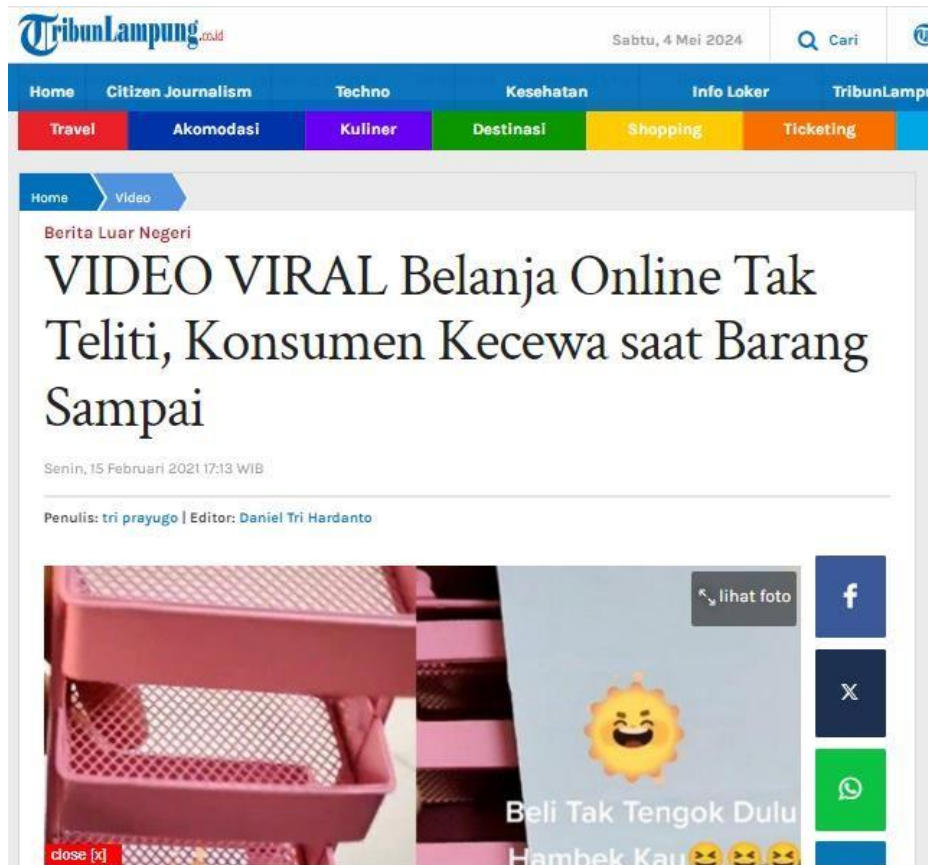 TribunLampung.co.id
Sabtu, 4 Mei 2024
Cari
Home Citizen Journalism Techno Kesehatan Info Loker TribunLampu
Travel Akomodasi Kuliner Destinasi Shopping Ticketing
Home Video
Berita Luar Negeri
VIDEO VIRAL Belanja Online Tak
Teliti, Konsumen Kecewa saat Barang
Sampai
Senin, 15 Februari 2021 17:13 WIB
Penulis: tri prayugo | Editor: Daniel Tri Hardanto
lihat foto
Beli Tak Tengok Dulu
Hambek Kau
close [x]